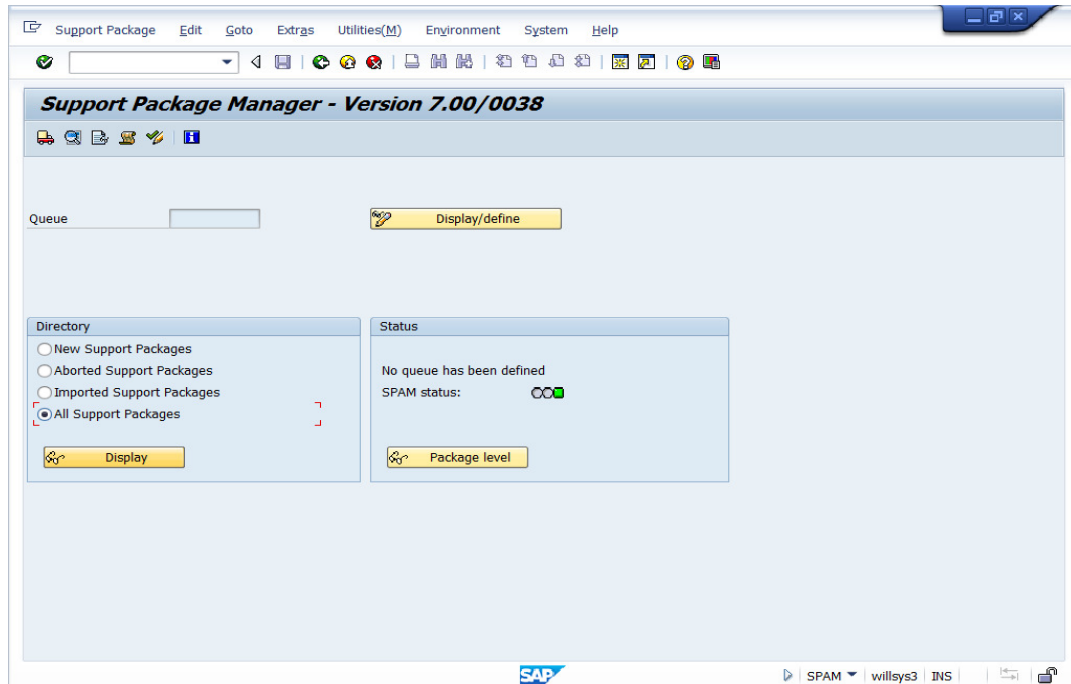 Support Package Edit Goto Extras Utilities(M) Environment System Help
Support Package Manager - Version 7.00/0038
Queue
Display/define
Directory
New Support Packages
Aborted Support Packages
Imported Support Packages
All Support Packages
Display
Status
No queue has been defined
SPAM status:
Package level
SAP
SPAM willsys3 INS